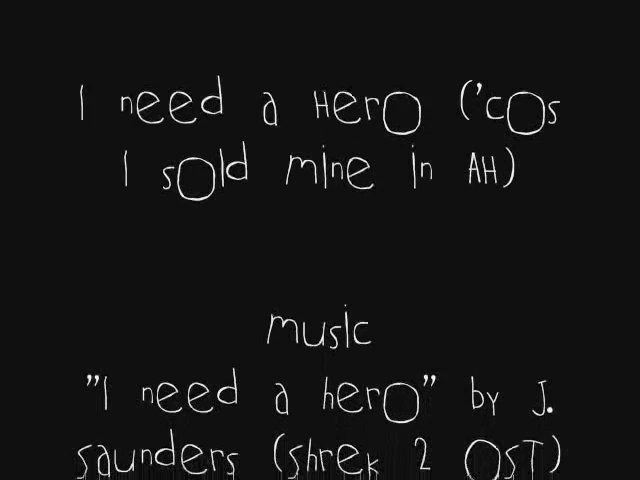 I need a Hero ('cos
I sold mine in AH)
music
"I need a hero" by J.
saunders (shrek 2 OST)